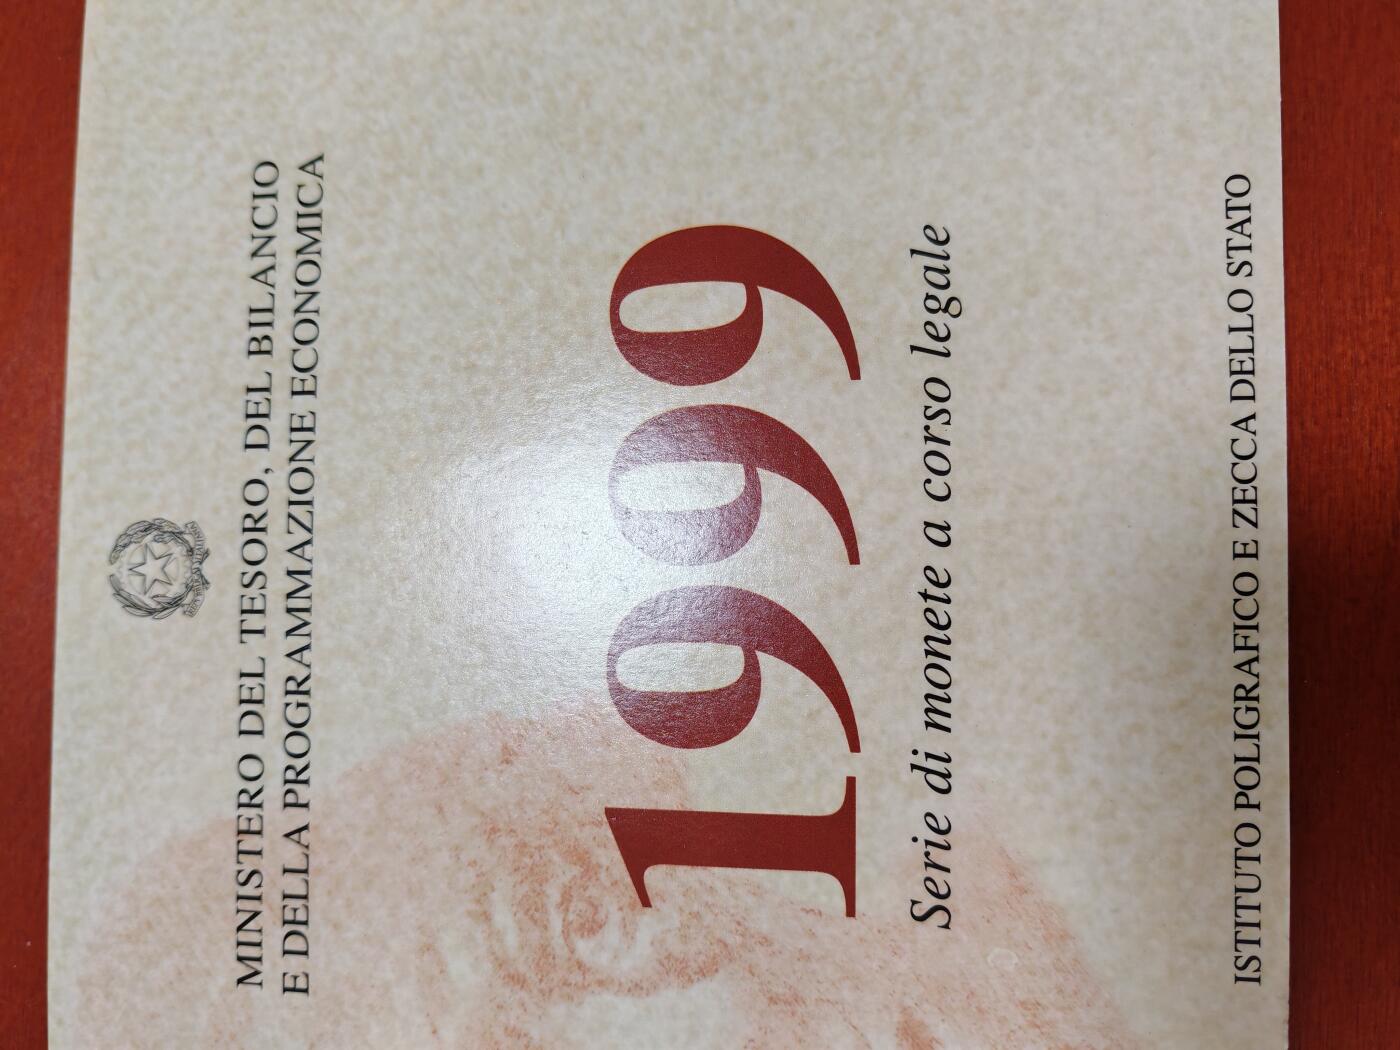 MINISTERO DEL TESORO, DEL BILANCIO
E DELLA PROGRAMMAZIONE ECONOMICA
1999
Serie di monete a corso legale
ISTITUTO POLIGRAFICO E ZECCA DELLO STATO